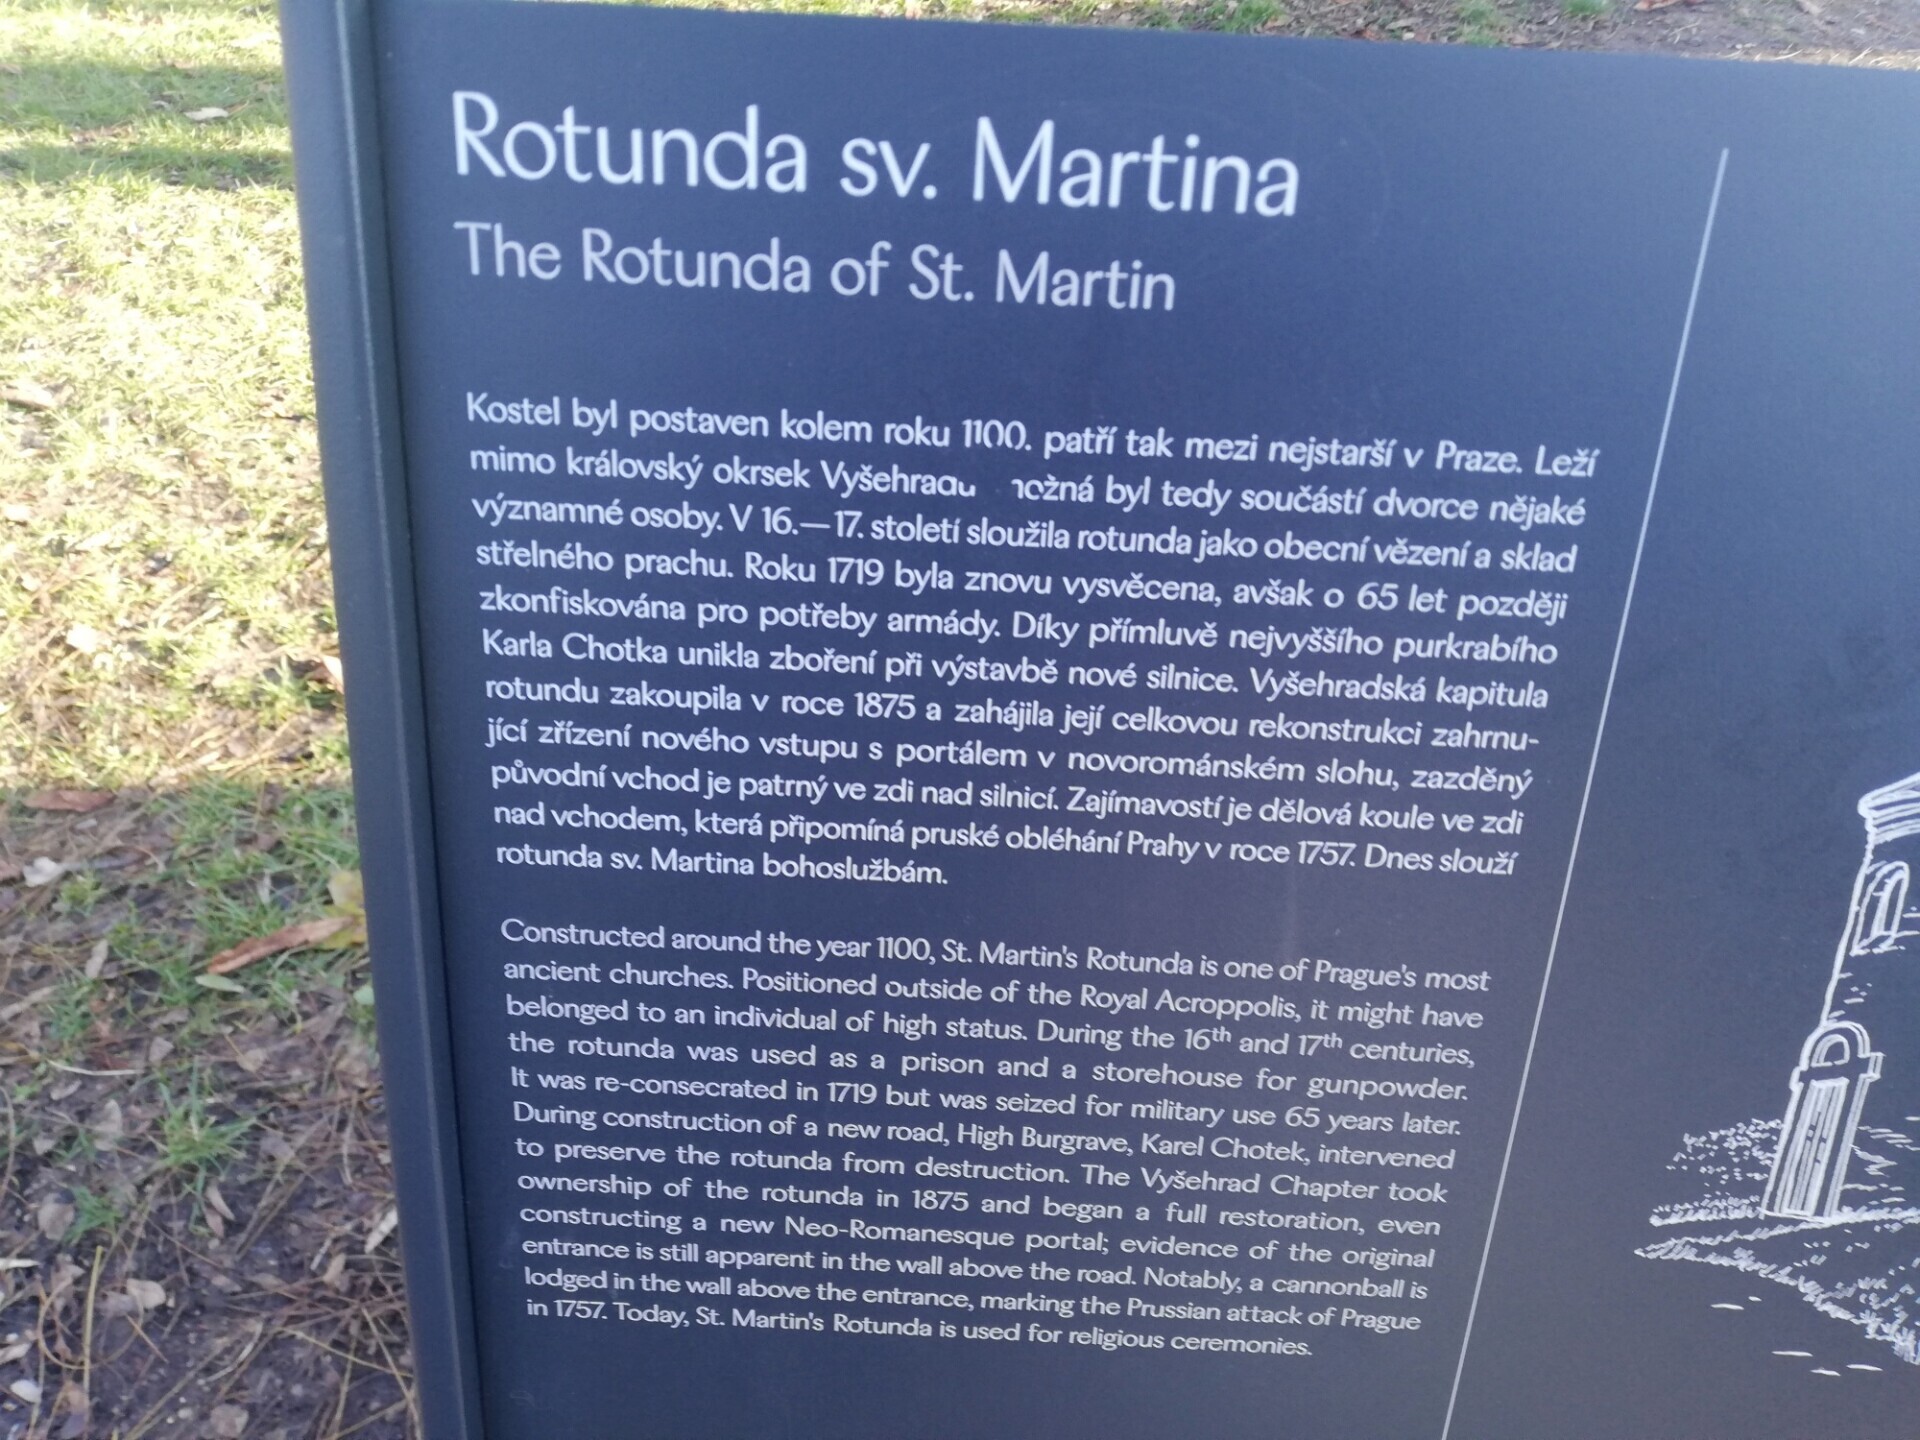 Rotunda sv. Martina
The Rotunda of St. Martin
Kostel byl postaven kolem roku 1100. patří tak mezi nejstarší v Praze. Leží
mimo královský okrsek Vyšehradu možná byl tedy součástí dvorce nějaké
významné osoby. V 16.—17. století sloužila rotunda jako obecní vězení a sklad
střelného prachu. Roku 1719 byla znovu vysvěcena, avšak o 65 let později
zkonfiskována pro potřeby armády. Díky přímluvě nejvyššího purkrabího
Karla Chotka unikla zboření při výstavbě nové silnice. Vyšehradská kapitula
rotundu zakoupila v roce 1875 a zahájila její celkovou rekonstrukci zahrnu-
jící zřízení nového vstupu s portálem v novorománském slohu, zazděný
původní vchod je patrný ve zdi nad silnicí. Zajímavostí je dělová koule ve zdi
nad vchodem, která připomíná pruské obléhání Prahy v roce 1757. Dnes slouží
rotunda sv. Martina bohoslužbám.
Constructed around the year 1100, St. Martin's Rotunda is one of Prague's most
ancient churches. Positioned outside of the Royal Acroppolis, it might have
belonged to an individual of high status. During the 16th and 17th centuries,
the rotunda was used as a prison and a storehouse for gunpowder.
It was re-consecrated in 1719 but was seized for military use 65 years later.
During construction of a new road, High Burgrave, Karel Chotek, intervened
to preserve the rotunda from destruction. The Vyšehrad Chapter took
ownership of the rotunda in 1875 and began a full restoration, even
constructing a new Neo-Romanesque portal; evidence of the original
entrance is still apparent in the wall above the road. Notably, a cannonball is
lodged in the wall above the entrance, marking the Prussian attack of Prague
in 1757. Today, St. Martin's Rotunda is used for religious ceremonies.